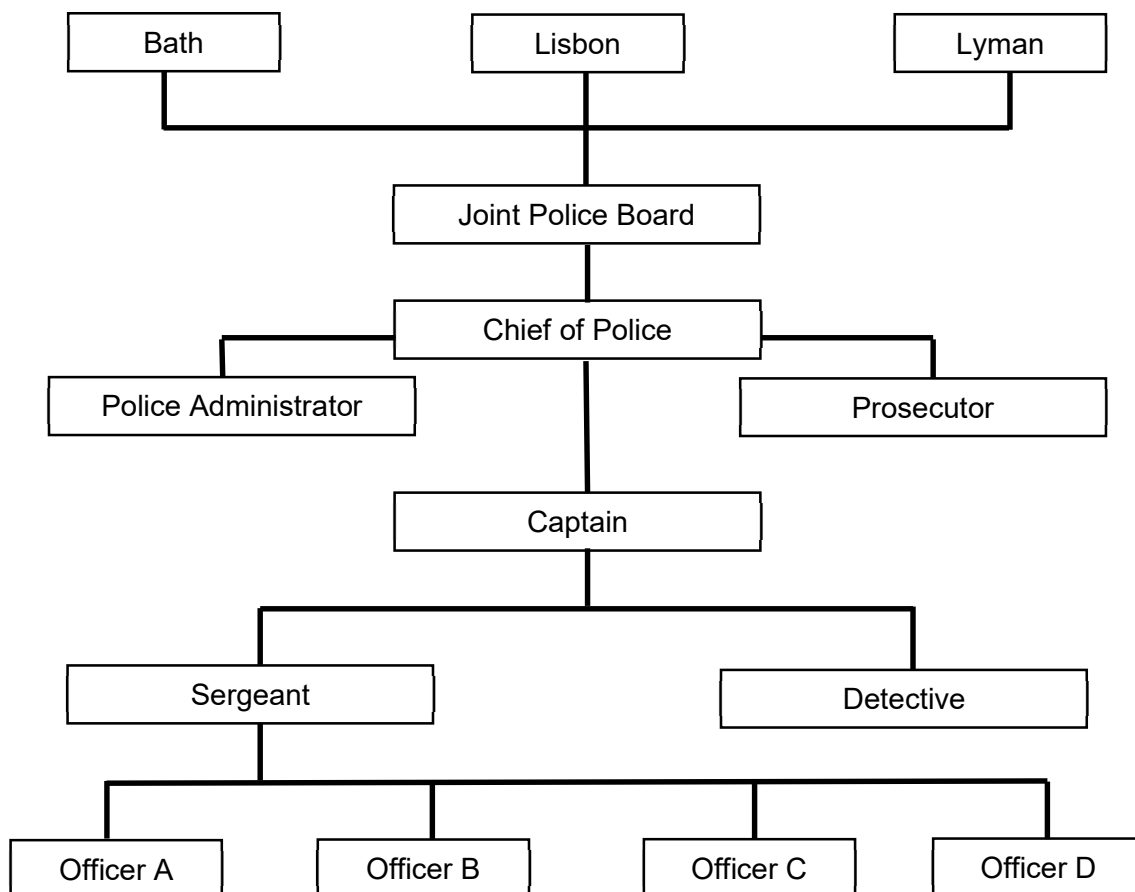 Bath
Lisbon
Lyman
Joint Police Board
Chief of Police
Police Administrator
Prosecutor
Captain
Sergeant
Detective
Officer A
Officer B
Officer C
Officer D